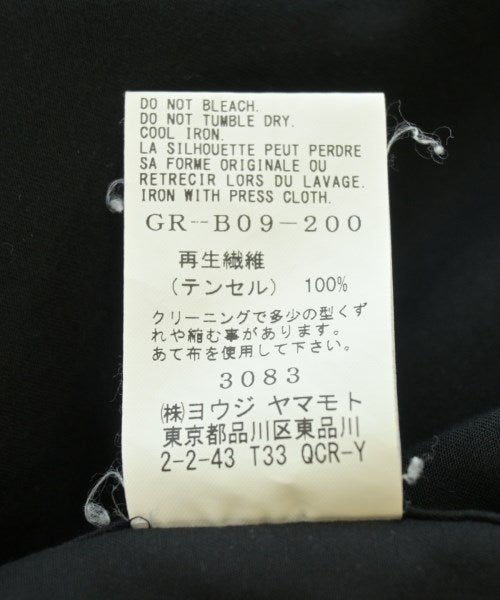 DO NOT BLEACH.
DO NOT TUMBLE DRY.
COOL IRON.
LA SILHOUETTE PEUT PERDRE
SA FORME ORIGINALE OU
RETRECIR LORS DU LAVAGE.
IRON WITH PRESS CLOTH.
GR-B09-200
再生繊維
(テンセル) 100%
クリーニングで多少の型くず
れや縮む事があります。
あて布を使用して下さい。
3083
㈱ヨウジ ヤマモト
東京都品川区東品川
2-2-43 T33 QCR-Y